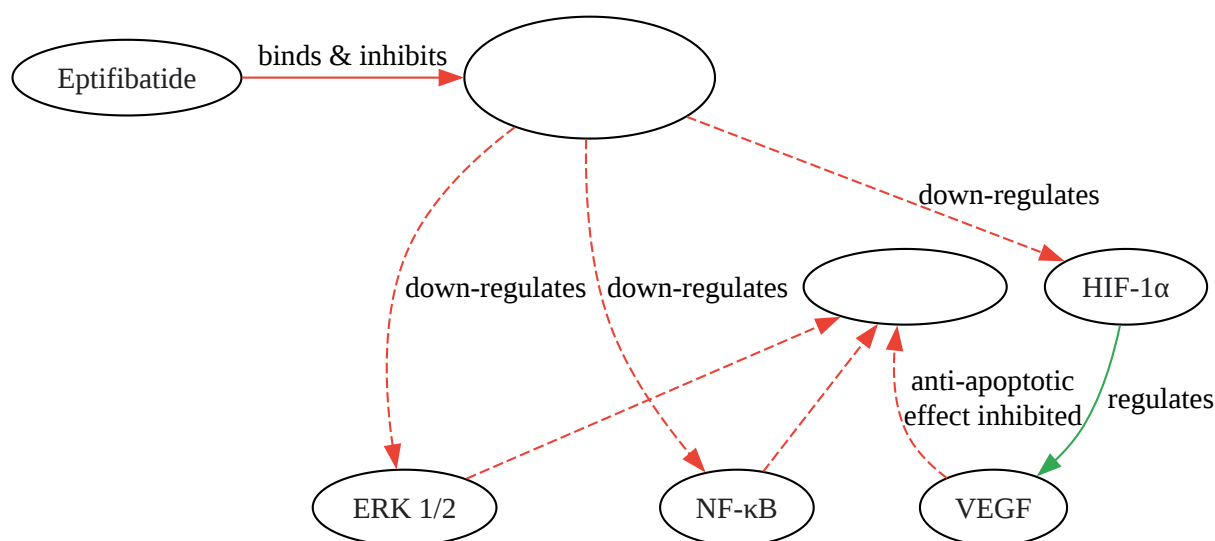 binds & inhibits
Eptifibatide
down-regulates
down-regulates
down-regulates
HIF-1α
anti-apoptotic
effect inhibited
regulates
ERK 1/2
NF-κB
VEGF